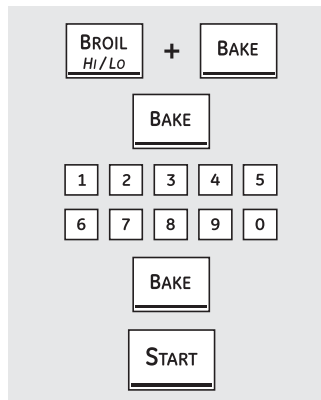 BROIL + BAKE
HI/LO
BAKE
1 2 3 4 5
6 7 8 9 0
BAKE
START